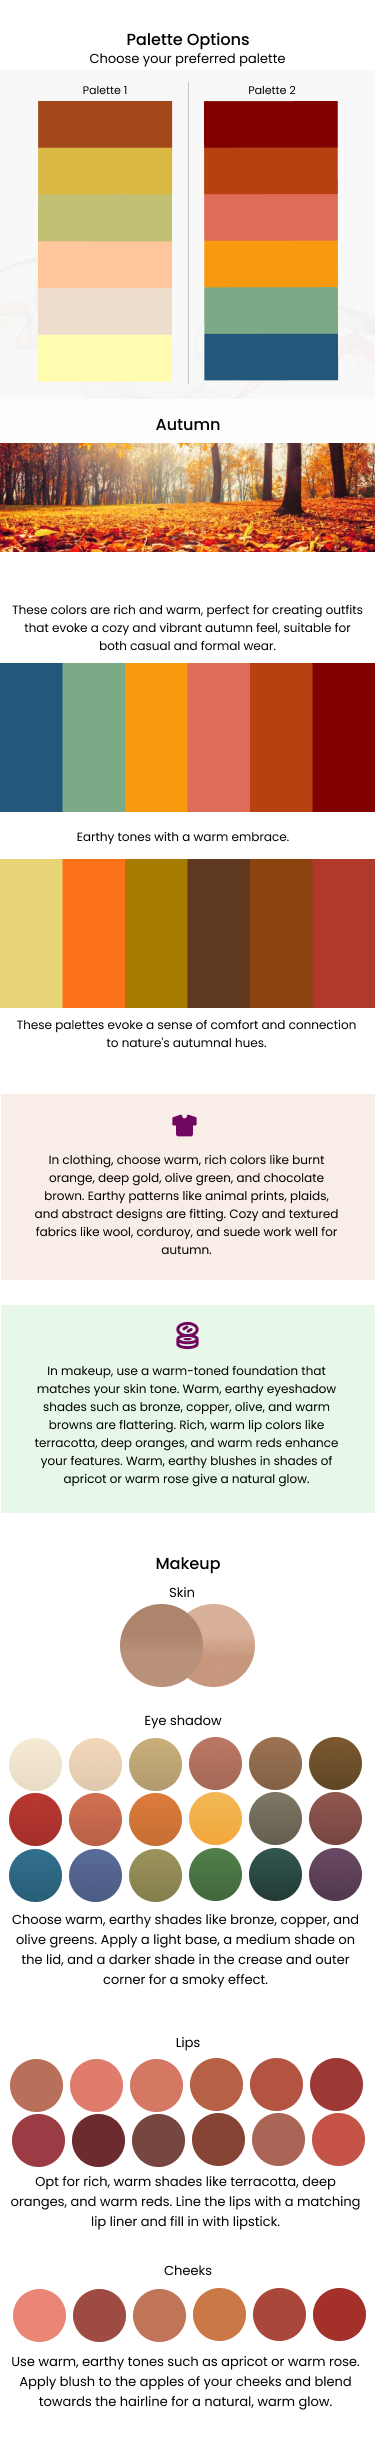 Palette Options
Choose your preferred palette
Palette 1
Palette 2
Autumn
These colors are rich and warm, perfect for creating outfits
that evoke a cozy and vibrant autumn feel, suitable for
both casual and formal wear.
Earthy tones with a warm embrace.
These palettes evoke a sense of comfort and connection
to nature's autumnal hues.
In clothing, choose warm, rich colors like burnt
orange, deep gold, olive green, and chocolate
brown. Earthy patterns like animal prints, plaids,
and abstract designs are fitting. Cozy and textured
fabrics like wool, corduroy, and suede work well for
autumn.
In makeup, use a warm-toned foundation that
matches your skin tone. Warm, earthy eyeshadow
shades such as bronze, copper, olive, and warm
browns are flattering. Rich, warm lip colors like
terracotta, deep oranges, and warm reds enhance
your features. Warm, earthy blushes in shades of
apricot or warm rose give a natural glow.
Makeup
Skin
Eye shadow
Choose warm, earthy shades like bronze, copper, and
olive greens. Apply a light base, a medium shade on
the lid, and a darker shade in the crease and outer
corner for a smoky effect.
Lips
Opt for rich, warm shades like terracotta, deep
oranges, and warm reds. Line the lips with a matching
lip liner and fill in with lipstick.
Cheeks
Use warm, earthy tones such as apricot or warm rose.
Apply blush to the apples of your cheeks and blend
towards the hairline for a natural, warm glow.